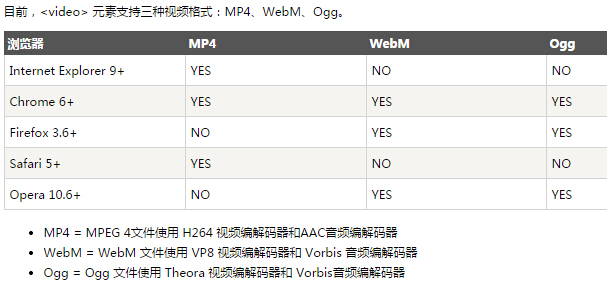 目前，<video> 元素支持三种视频格式：MP4、WebM、Ogg。
浏览器 MP4 WebM Ogg
Internet Explorer 9+ YES NO NO
Chrome 6+ YES YES YES
Firefox 3.6+ NO YES YES
Safari 5+ YES NO NO
Opera 10.6+ NO YES YES
• MP4 = MPEG 4文件使用 H264 视频编解码器和AAC音频编解码器
• WebM = WebM 文件使用 VP8 视频编解码器和 Vorbis 音频编解码器
• Ogg = Ogg 文件使用 Theora 视频编解码器和 Vorbis音频编解码器